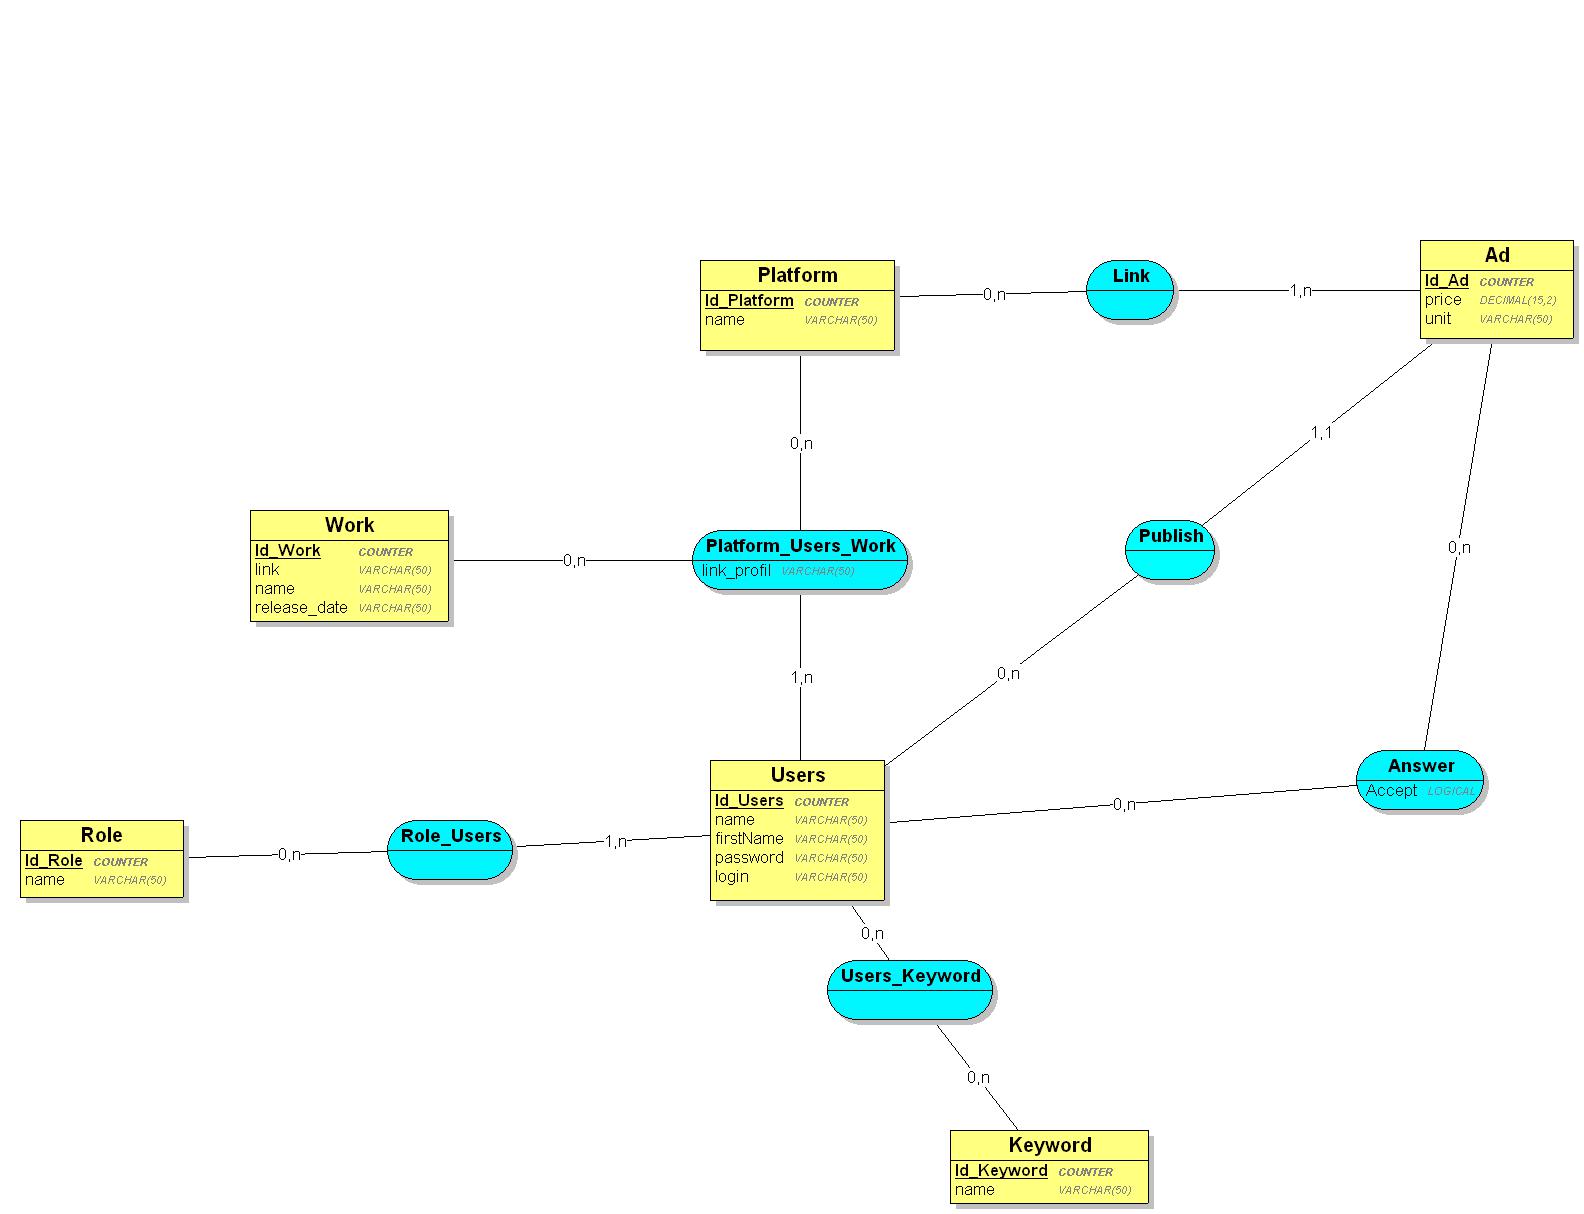 Platform
Id_Platform COUNTER
name VARCHAR(50)
0,n
Link
1,n
Ad
Id_Ad COUNTER
price DECIMAL(15,2)
unit VARCHAR(50)
0,n
1,1
0,n
Work
Id_Work COUNTER
link VARCHAR(50)
name VARCHAR(50)
release_date VARCHAR(50)
0,n
Platform_Users_Work
link_profil VARCHAR(50)
Publish
1,n
0,n
Users
Id_Users COUNTER
name VARCHAR(50)
firstName VARCHAR(50)
password VARCHAR(50)
login VARCHAR(50)
0,n
Answer
Accept LOGICAL
Role
Id_Role COUNTER
name VARCHAR(50)
0,n
Role_Users
1,n
0,n
Users_Keyword
0,n
Keyword
Id_Keyword COUNTER
name VARCHAR(50)